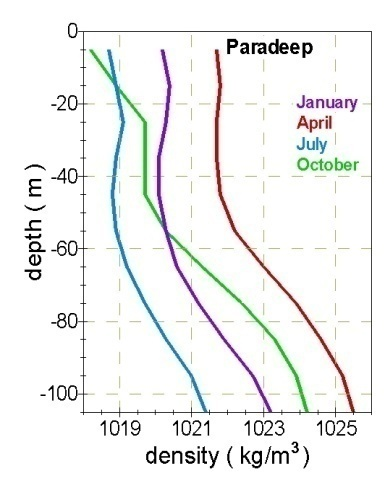 Paradeep
January
April
July
October
0
-20
-40
-60
-80
-100
depth ( m )
1019 1021 1023 1025
density ( kg/m³ )